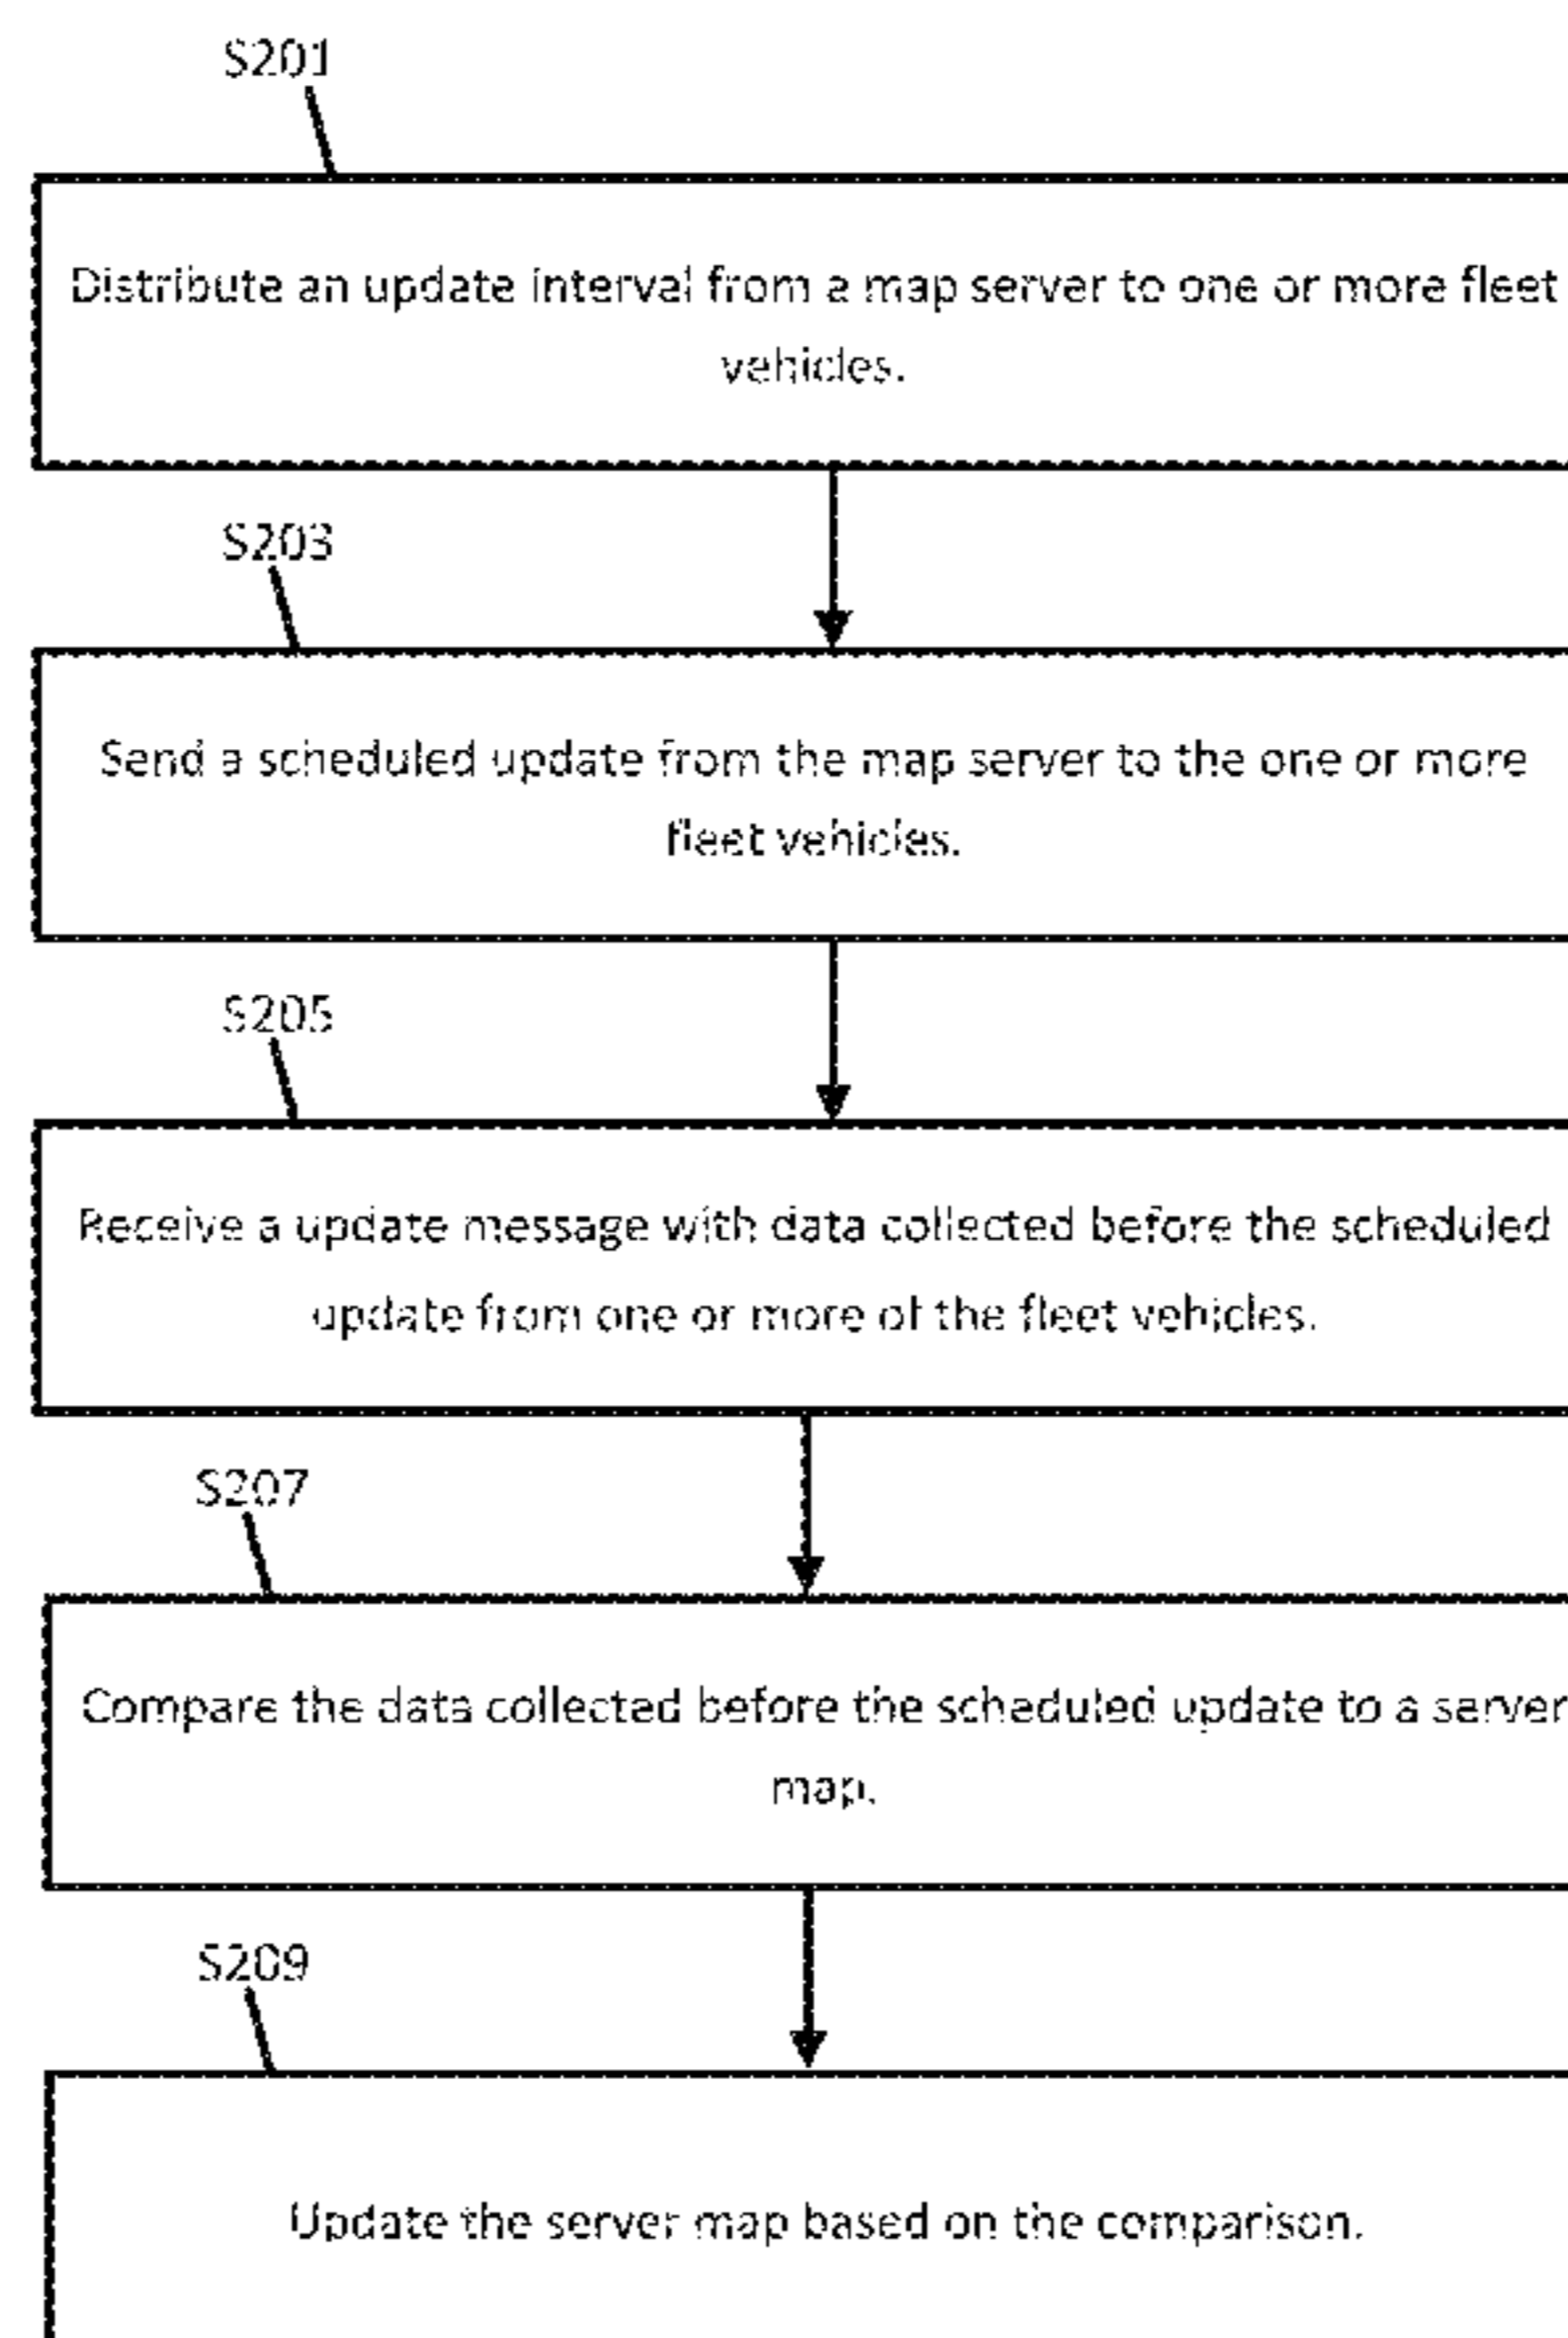 S201
Distribute an update interval from a map server to one or more fleet
vehicles.
S203
Send a scheduled update from the map server to the one or more
fleet vehicles.
S205
Receive a update message with data collected before the scheduled
update from one or more of the fleet vehicles.
S207
Compare the data collected before the scheduled update to a server
map.
S209
Update the server map based on the comparison.